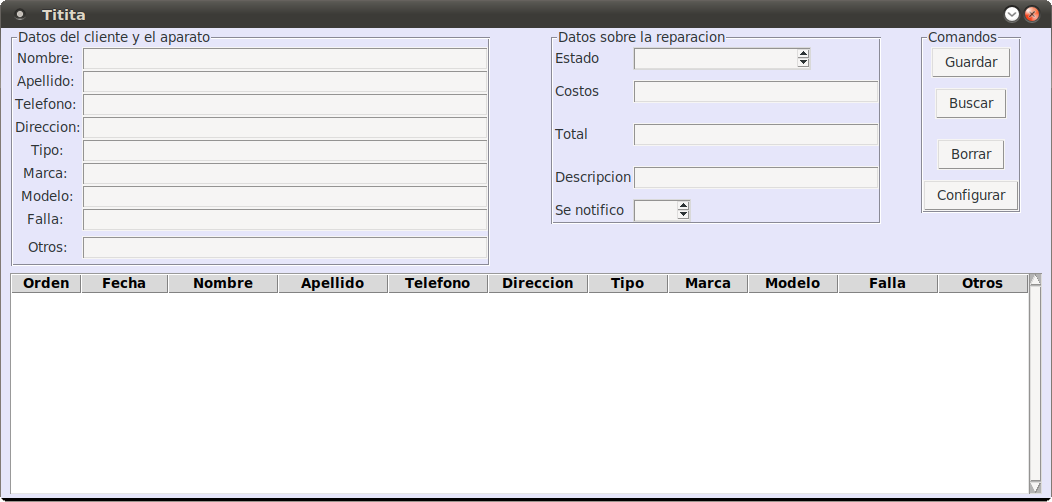 Titita
Datos del cliente y el aparato
Nombre:
Apellido:
Telefono:
Direccion:
Tipo:
Marca:
Modelo:
Falla:
Otros:
Datos sobre la reparacion
Estado
Costos
Total
Descripcion
Se notifico
Comandos
Guardar
Buscar
Borrar
Configurar
Orden Fecha Nombre Apellido Telefono Direccion Tipo Marca Modelo Falla Otros